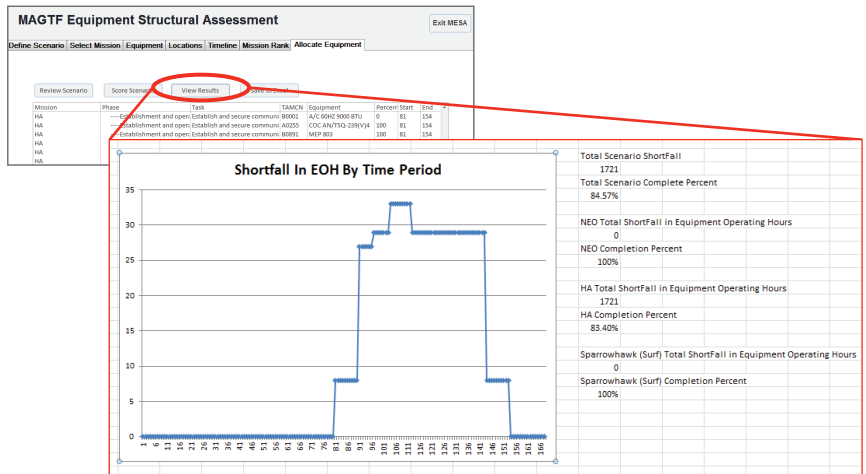 MAGTF Equipment Structural Assessment
Exit MESA
Define Scenario Select Mission Equipment Locations Timeline Mission Rank Allocate Equipment
Review Scenario Score Scenario View Results Save to Excel
Mission Phase Task TAMCN Equipment Percent Start End
HA ----Establishment and opera Establish and secure communi B0001 A/C 60HZ 9000 BTU 0 81 154
HA ----Establishment and opera Establish and secure communi A0255 COC AN/TSQ-239(V)4 100 81 154
HA ----Establishment and opera Establish and secure communi B0891 MEP 803 100 81 154
HA
HA
HA
Shortfall In EOH By Time Period
35
30
25
20
15
10
5
0
1 6 11 16 21 26 31 36 41 46 51 56 61 66 71 76 81 86 91 96 101 106 111 116 121 126 131 136 141 146 151 156 161 166
Total Scenario ShortFall
1721
Total Scenario Complete Percent
84.57%
NEO Total ShortFall in Equipment Operating Hours
0
NEO Completion Percent
100%
HA Total ShortFall in Equipment Operating Hours
1721
HA Completion Percent
83.40%
Sparrowhawk (Surf) Total ShortFall in Equipment Operating Hours
0
Sparrowhawk (Surf) Completion Percent
100%